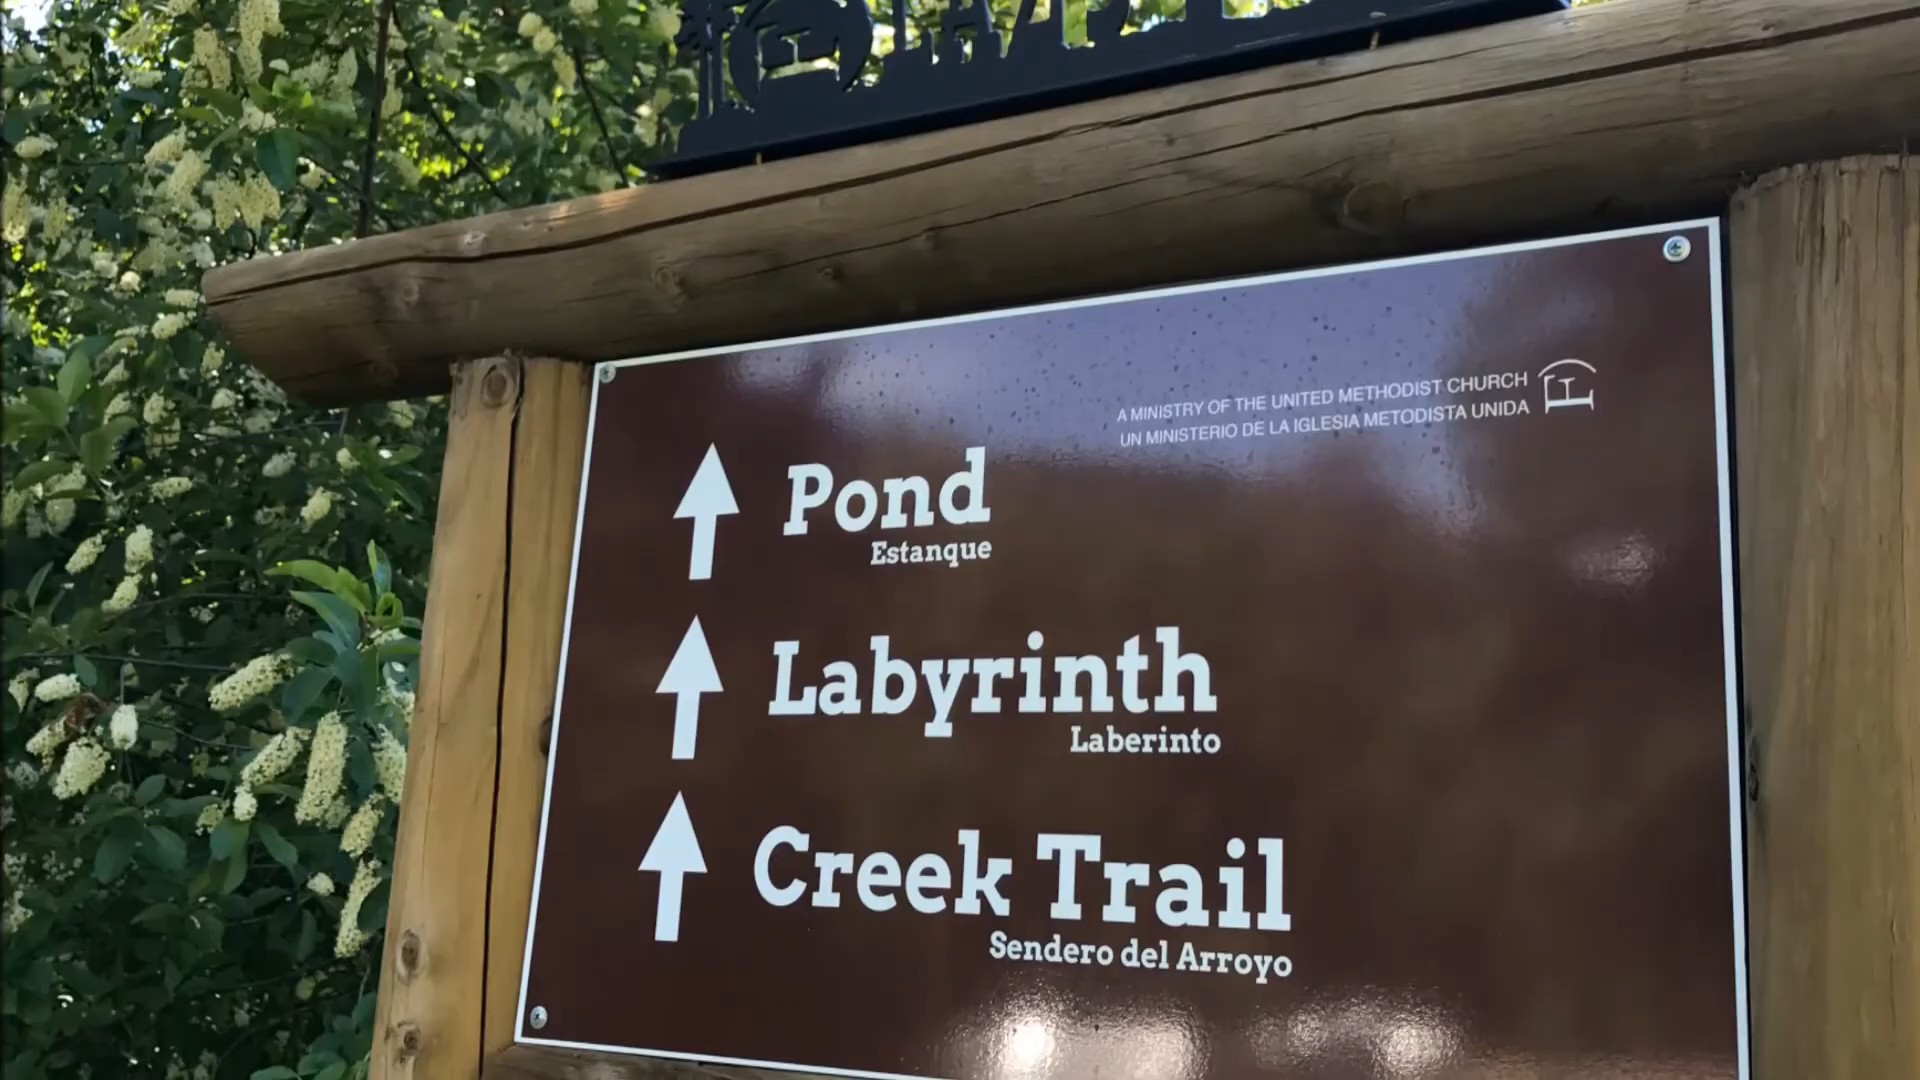 A MINISTRY OF THE UNITED METHODIST CHURCH
UN MINISTERIO DE LA IGLESIA METODISTA UNIDA
Pond
Estanque
Labyrinth
Laberinto
Creek Trail
Sendero del Arroyo